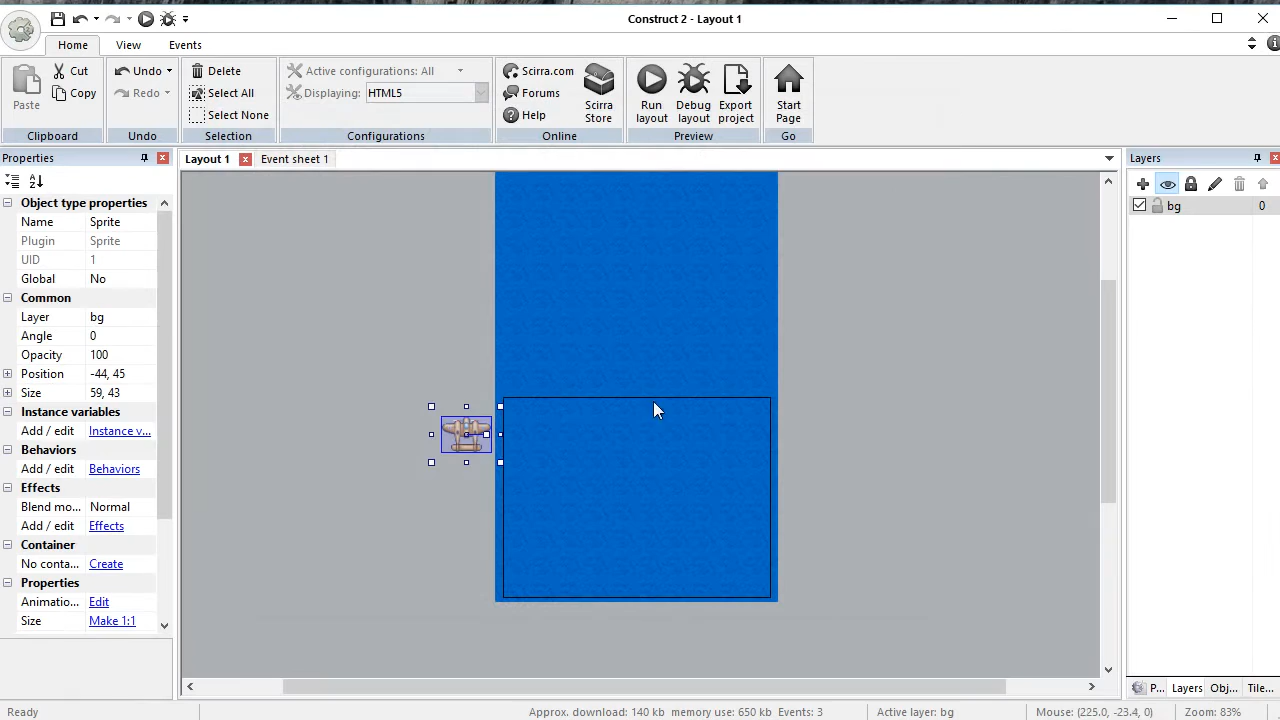 Construct 2 - Layout 1
Home
View
Events
Paste
Cut
Copy
Clipboard
Undo
Redo
Undo
Delete
Select All
Select None
Selection
Active configurations: All
Displaying: HTML5
Configurations
Scirra.com
Forums
Help
Scirra
Store
Online
Run
layout
Debug
layout
Export
project
Preview
Start
Page
Go
Properties
Layout 1
Event sheet 1
Layers
Object type properties
Name Sprite
Plugin Sprite
UID 1
Global No
Common
Layer bg
Angle 0
Opacity 100
Position -44, 45
Size 59, 43
Instance variables
Add / edit Instance v...
Behaviors
Add / edit Behaviors
Effects
Blend mo... Normal
Add / edit Effects
Container
No conta... Create
Properties
Animatio... Edit
Size Make 1:1
bg 0
P... Layers Obj... Tile...
Ready
Approx. download: 140 kb memory use: 650 kb Events: 3
Active layer: bg
Mouse: (225.0, -23.4, 0)
Zoom: 83%